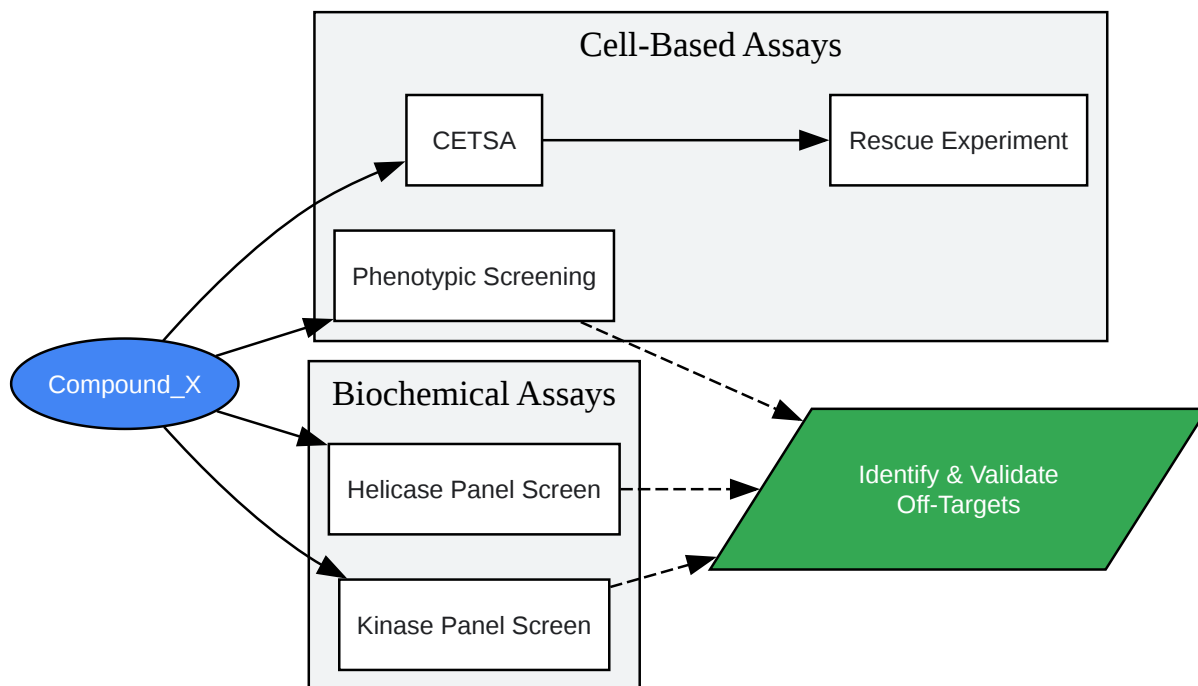 Cell-Based Assays
CETSA
Rescue Experiment
Phenotypic Screening
Compound_X
Biochemical Assays
Helicase Panel Screen
Kinase Panel Screen
Identify & Validate
Off-Targets